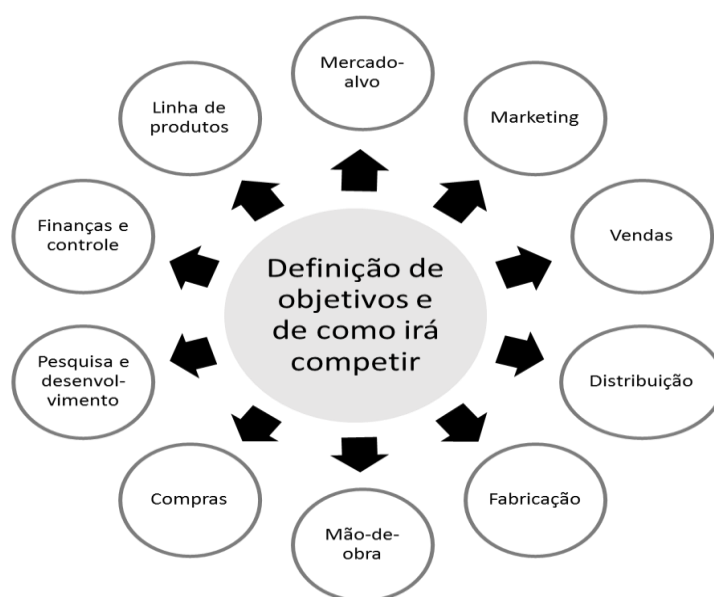 Definição de
objetivos e
de como irá
competir
Mercado-
alvo
Marketing
Vendas
Distribuição
Fabricação
Mão-de-
obra
Compras
Pesquisa e
desenvol-
vimento
Finanças e
controle
Linha de
produtos